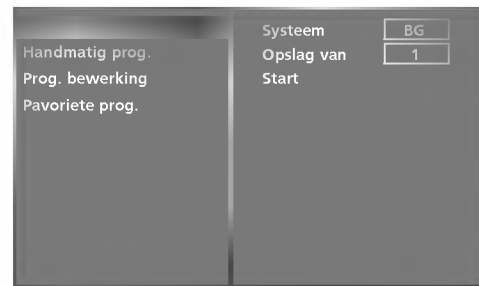 Handmatig prog.
Prog. bewerking
Pavoriete prog.
Systeem BG
Opslag van 1
Start